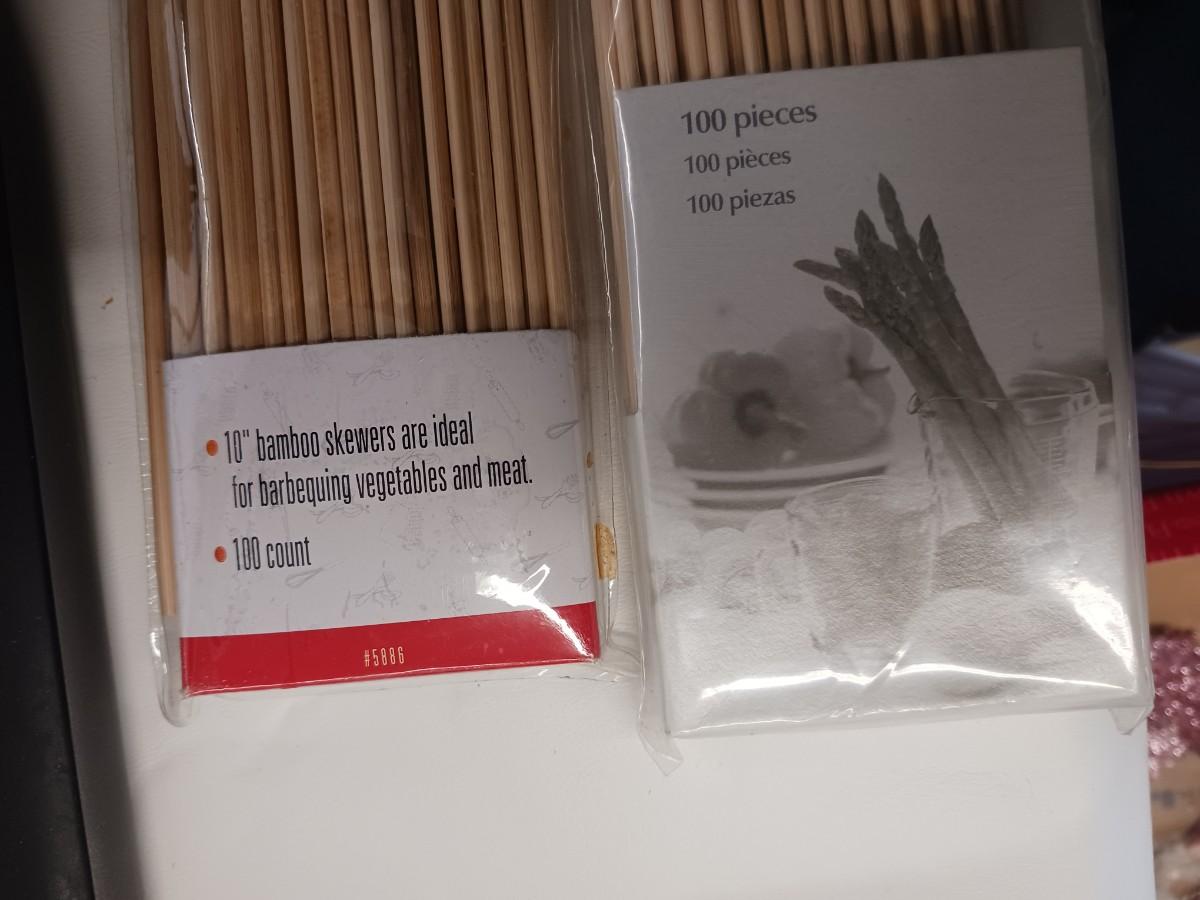 • 10" bamboo skewers are ideal
for barbequing vegetables and meat.
• 100 count
#5886
100 pieces
100 pièces
100 piezas